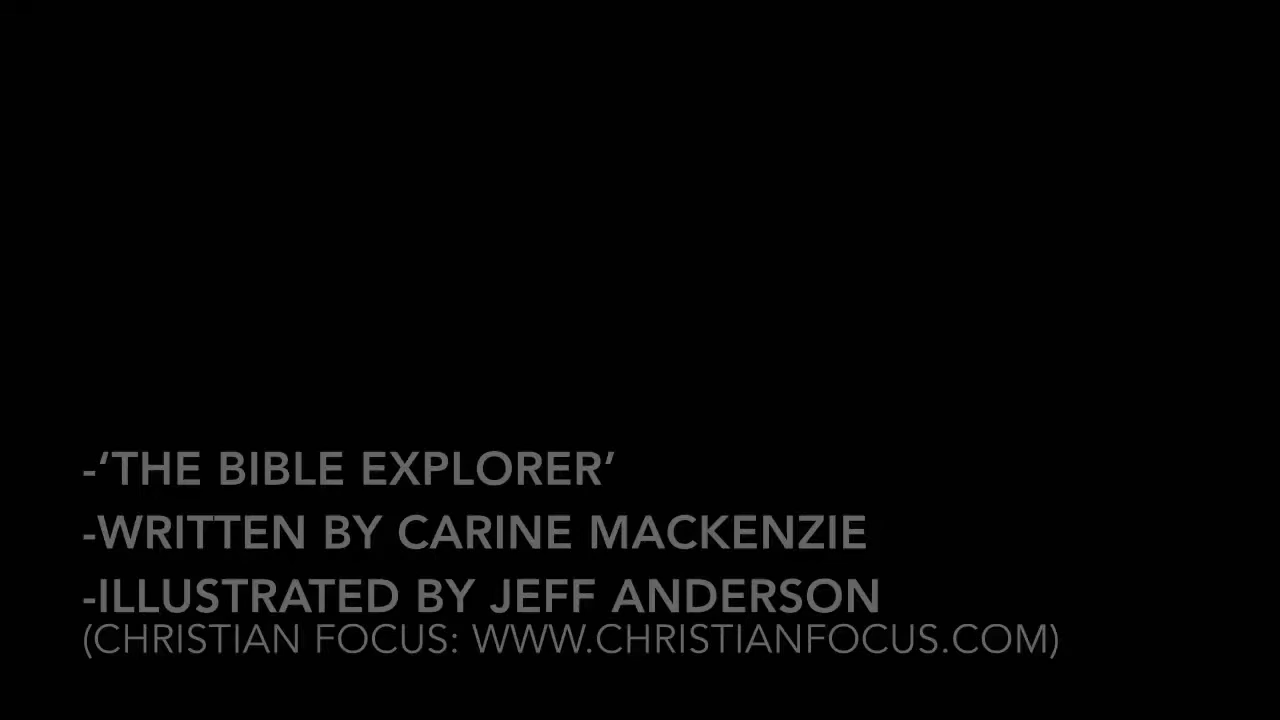 -‘THE BIBLE EXPLORER’
-WRITTEN BY CARINE MACKENZIE
-ILLUSTRATED BY JEFF ANDERSON
(CHRISTIAN FOCUS: WWW.CHRISTIANFOCUS.COM)